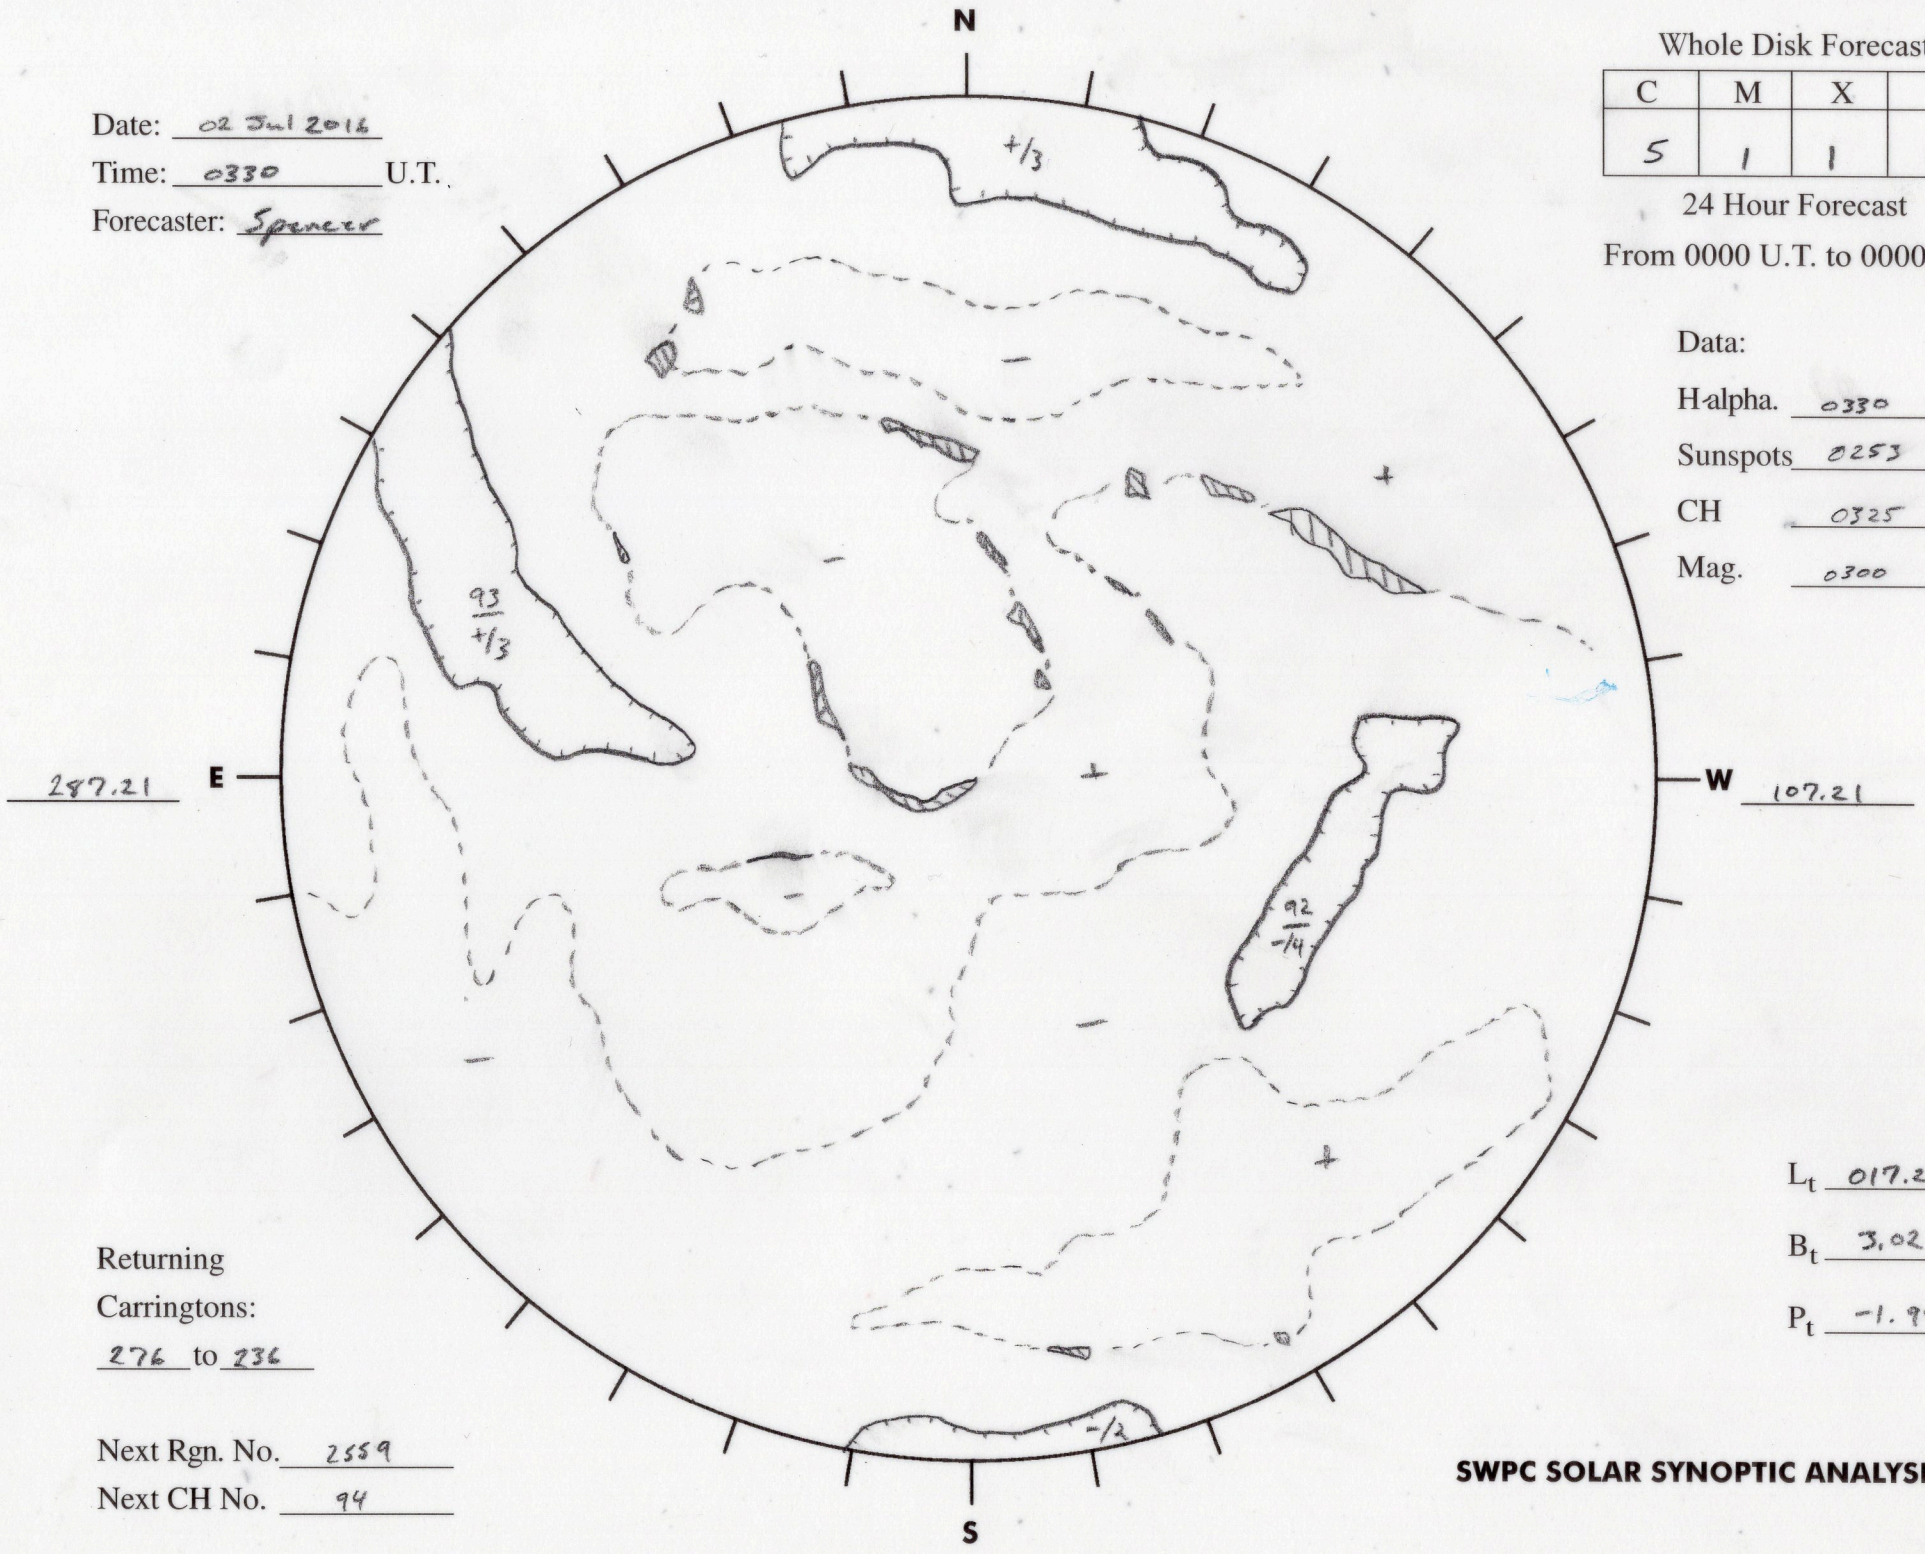 N
Whole Disk Forecast
C M X
5 1 1
24 Hour Forecast
From 0000 U.T. to 0000
Date: 02 Jul 2016
Time: 0330 U.T.
Forecaster: Spencer
+/3
Data:
H-alpha. 0330
Sunspots 0253
CH 0325
Mag. 0300
-
+
-
93
+/3
287.21 E
+
W 107.21
-
92
-/4
-
-
+
Lt 017.2
Bt 3.02
Pt -1.9
Returning
Carringtons:
276 to 236
-/2
Next Rgn. No. 2559
Next CH No. 94
SWPC SOLAR SYNOPTIC ANALYSI
S